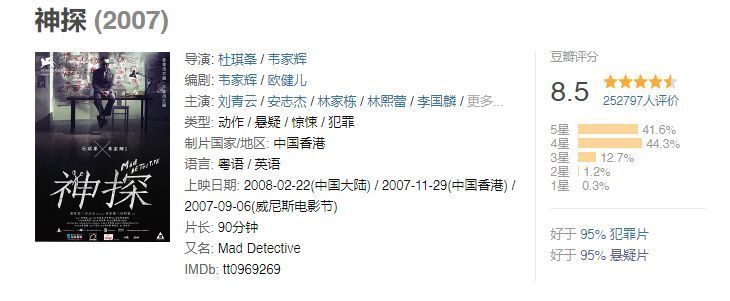 神探 (2007)
杜琪峯 韦家辉
神探
Mad
DETECTIVE
导演: 杜琪峯 / 韦家辉
编剧: 韦家辉 / 欧健儿
主演: 刘青云 / 安志杰 / 林家栋 / 林熙蕾 / 李国麟 / 更多...
类型: 动作 / 悬疑 / 惊悚 / 犯罪
制片国家/地区: 中国香港
语言: 粤语 / 英语
上映日期: 2008-02-22(中国大陆) / 2007-11-29(中国香港) /
2007-09-06(威尼斯电影节)
片长: 90分钟
又名: Mad Detective
IMDb: tt0969269
豆瓣评分
8.5
252797人评价
5星 41.6%
4星 44.3%
3星 12.7%
2星 1.2%
1星 0.3%
好于 95% 犯罪片
好于 95% 悬疑片